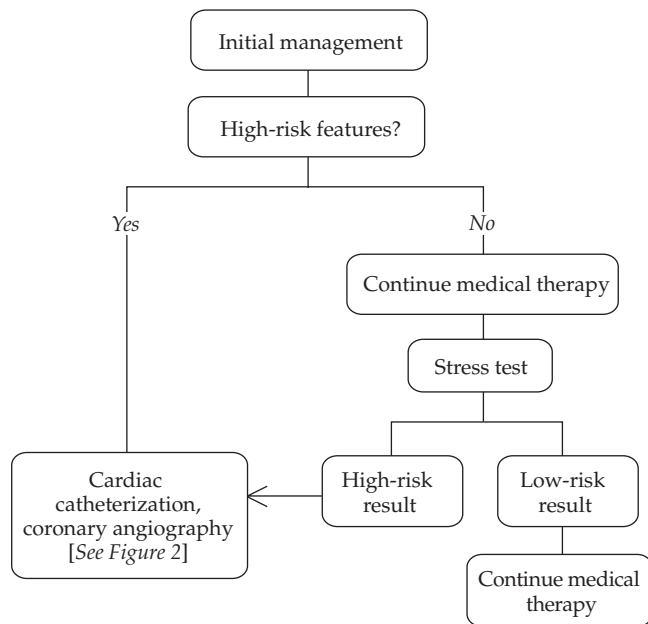 Initial management
High-risk features?
Yes
No
Continue medical therapy
Stress test
Cardiac
catheterization,
coronary angiography
[See Figure 2]
High-risk
result
Low-risk
result
Continue medical
therapy